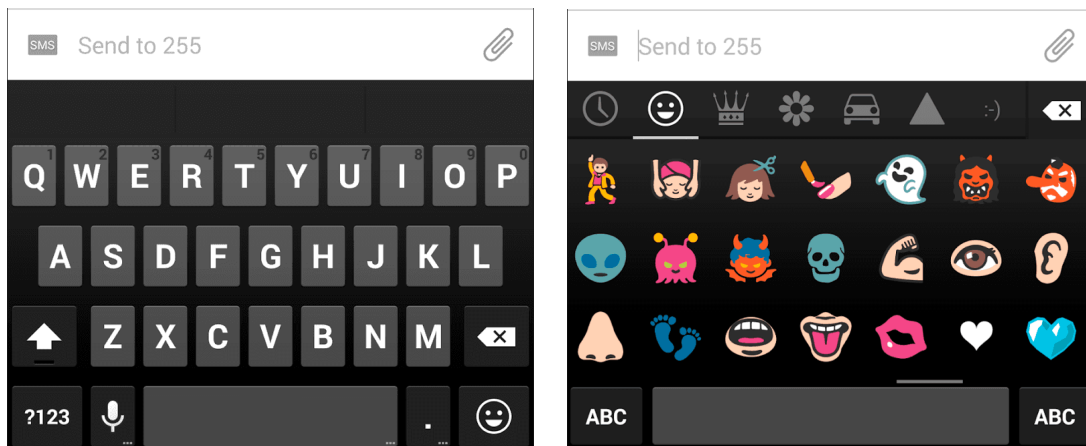 SMS Send to 255
1 2 3 4 5 6 7 8 9 0
Q W E R T Y U I O P
A S D F G H J K L
Z X C V B N M
?123 . ...
SMS Send to 255
:-)
ABC ABC